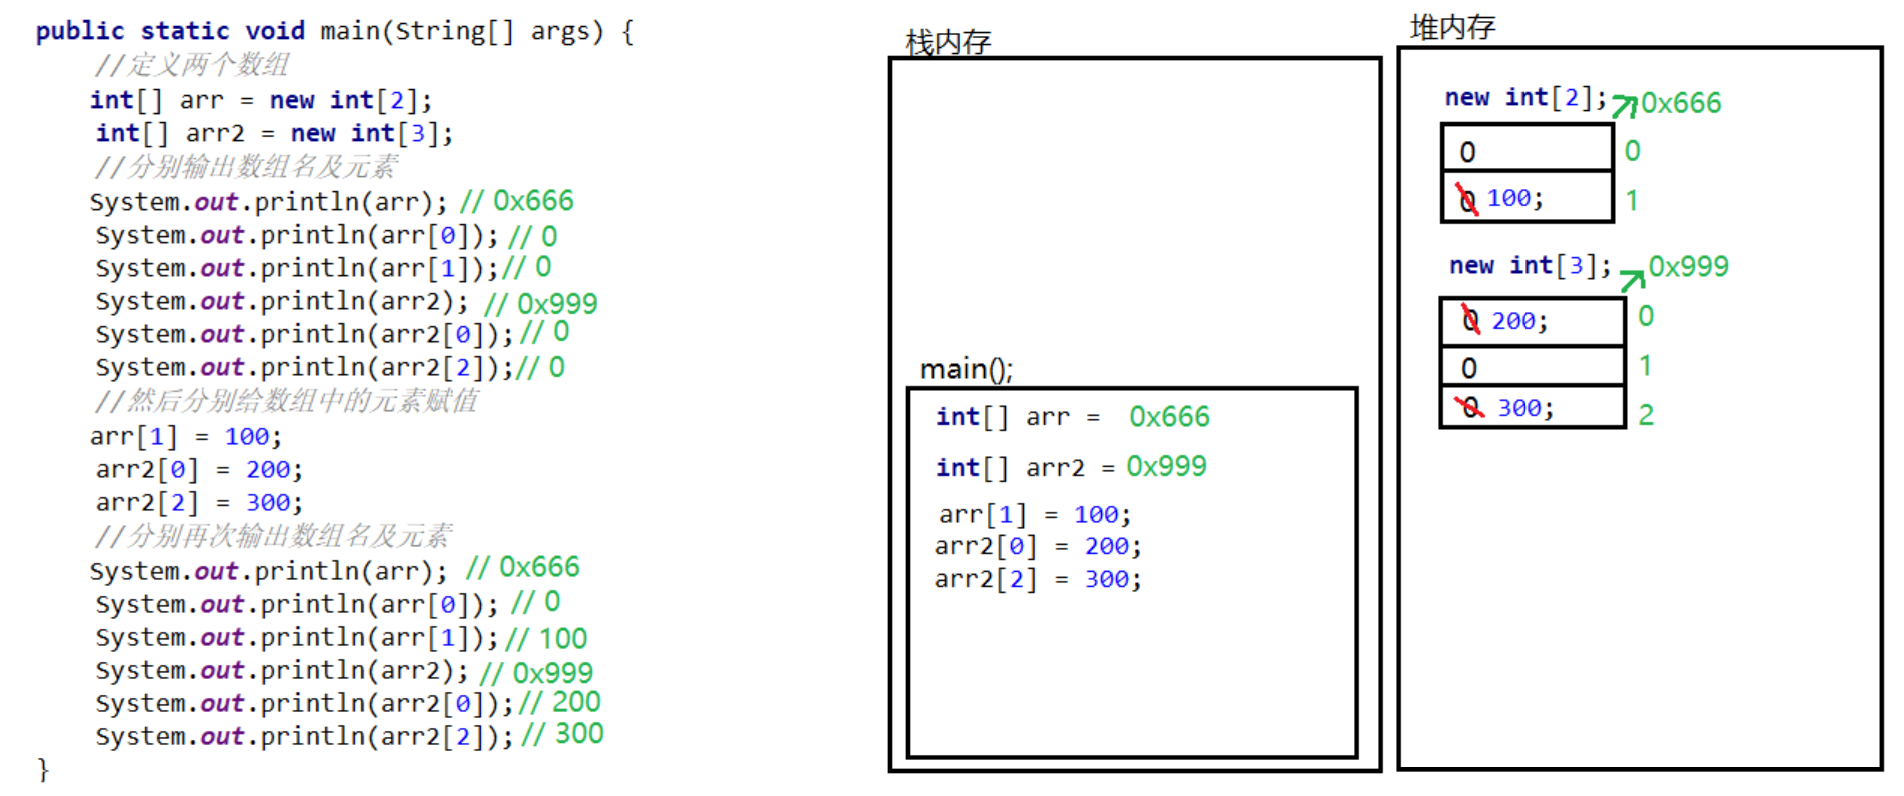 public static void main(String[] args) {
//定义两个数组
int[] arr = new int[2];
int[] arr2 = new int[3];
//分别输出数组名及元素
System.out.println(arr); // 0x666
System.out.println(arr[0]); // 0
System.out.println(arr[1]);// 0
System.out.println(arr2); // 0x999
System.out.println(arr2[0]);// 0
System.out.println(arr2[2]);// 0
//然后分别给数组中的元素赋值
arr[1] = 100;
arr2[0] = 200;
arr2[2] = 300;
//分别再次输出数组名及元素
System.out.println(arr); // 0x666
System.out.println(arr[0]); // 0
System.out.println(arr[1]);// 100
System.out.println(arr2); // 0x999
System.out.println(arr2[0]);// 200
System.out.println(arr2[2]);// 300
}
栈内存
main();
int[] arr = 0x666
int[] arr2 = 0x999
arr[1] = 100;
arr2[0] = 200;
arr2[2] = 300;
堆内存
new int[2]; 0x666
0 0
0 100; 1
new int[3]; 0x999
0 200; 0
0 1
0 300; 2